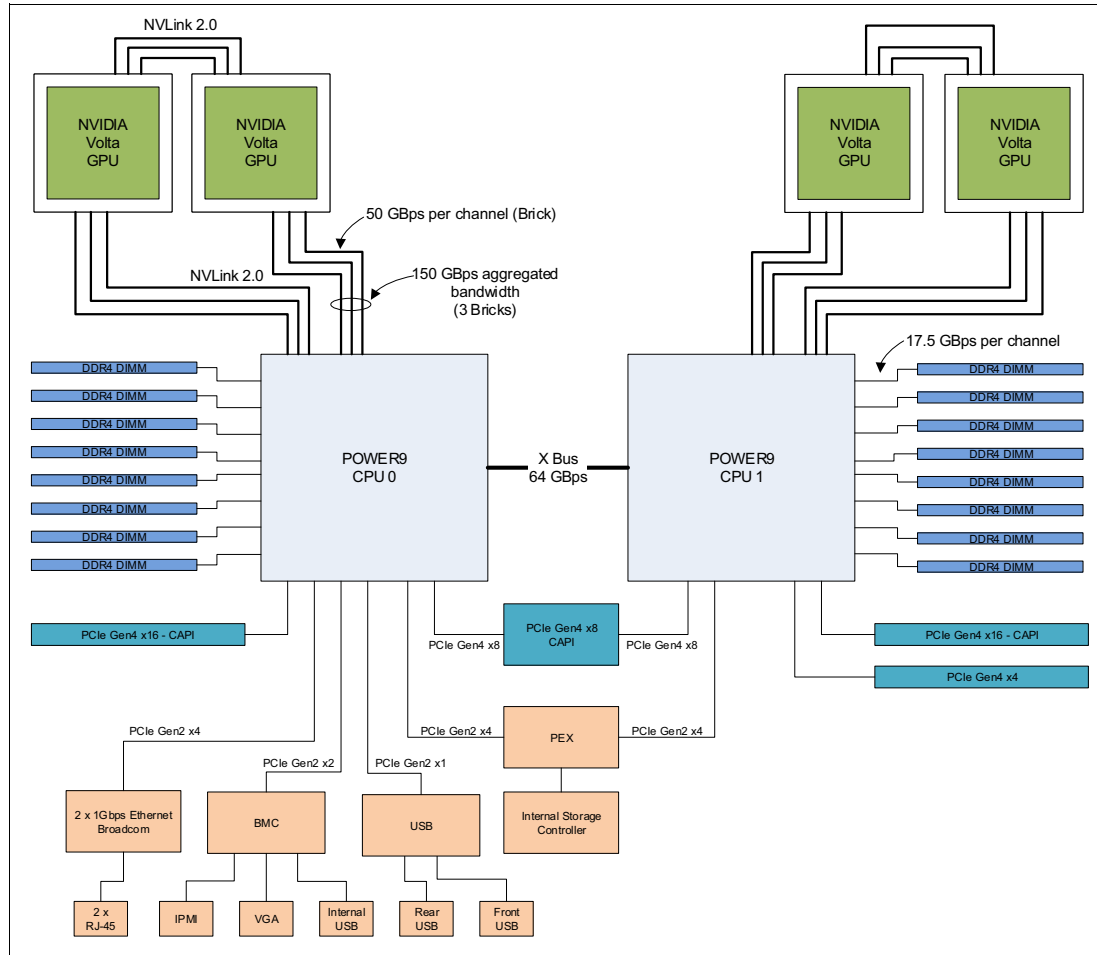 NVLink 2.0
NVIDIA
Volta
GPU
NVIDIA
Volta
GPU
NVIDIA
Volta
GPU
NVIDIA
Volta
GPU
50 GBps per channel (Brick)
NVLink 2.0
150 GBps aggregated
bandwidth
(3 Bricks)
17.5 GBps per channel
DDR4 DIMM
DDR4 DIMM
DDR4 DIMM
DDR4 DIMM
DDR4 DIMM
DDR4 DIMM
DDR4 DIMM
DDR4 DIMM
POWER9
CPU 0
X Bus
64 GBps
POWER9
CPU 1
DDR4 DIMM
DDR4 DIMM
DDR4 DIMM
DDR4 DIMM
DDR4 DIMM
DDR4 DIMM
DDR4 DIMM
DDR4 DIMM
PCIe Gen4 x16 - CAPI
PCIe Gen4 x8
PCIe Gen4 x8
CAPI
PCIe Gen4 x8
PCIe Gen4 x16 - CAPI
PCIe Gen4 x4
PCIe Gen2 x4
PCIe Gen2 x2
PCIe Gen2 x1
PCIe Gen2 x4
PEX
PCIe Gen2 x4
2 x 1Gbps Ethernet
Broadcom
BMC
USB
Internal Storage
Controller
2 x
RJ-45
IPMI
VGA
Internal
USB
Rear
USB
Front
USB